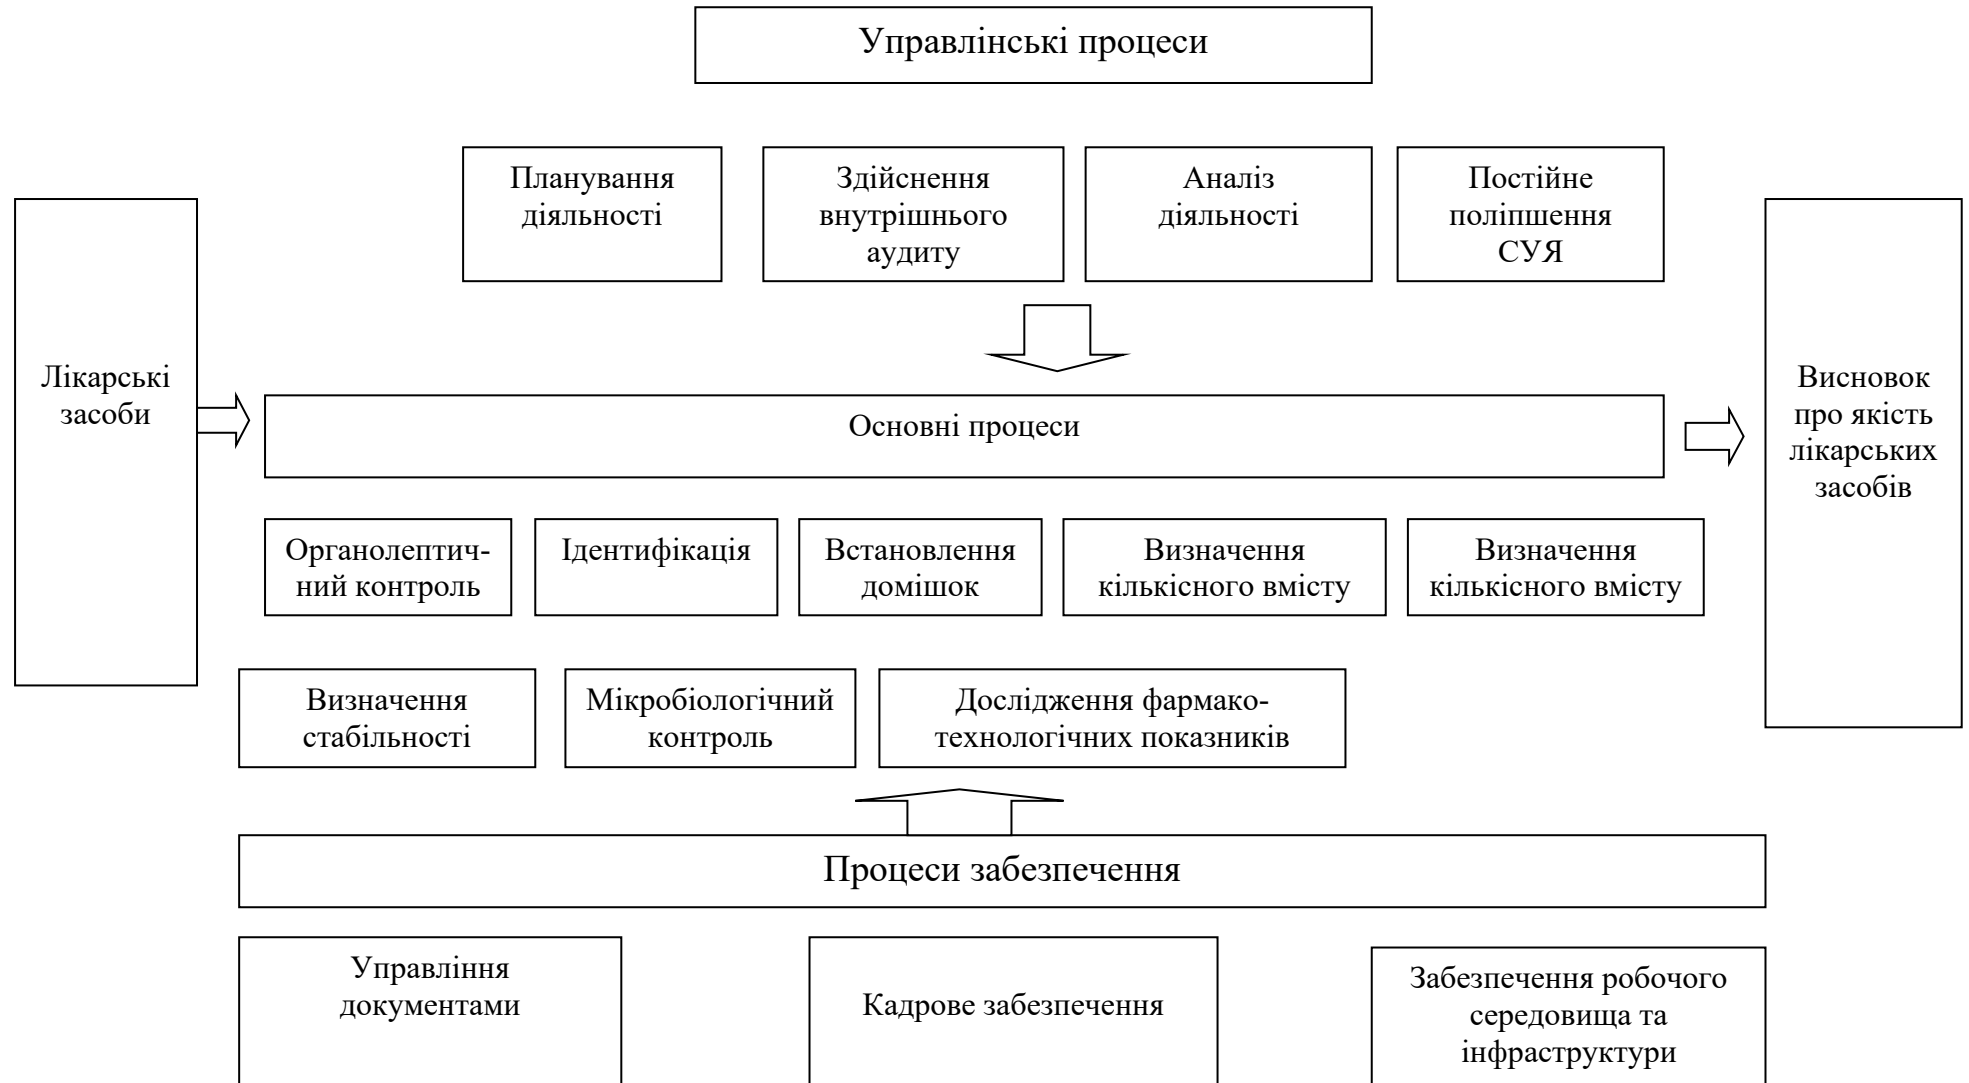 Управлінські процеси
Планування
діяльності
Здійснення
внутрішнього
аудиту
Аналіз
діяльності
Постійне
поліпшення
СУЯ
Лікарські
засоби
Основні процеси
Висновок
про якість
лікарських
засобів
Органолептич-
ний контроль
Ідентифікація
Встановлення
домішок
Визначення
кількісного вмісту
Визначення
кількісного вмісту
Визначення
стабільності
Мікробіологічний
контроль
Дослідження фармако-
технологічних показників
Процеси забезпечення
Управління
документами
Кадрове забезпечення
Забезпечення робочого
середовища та
інфраструктури